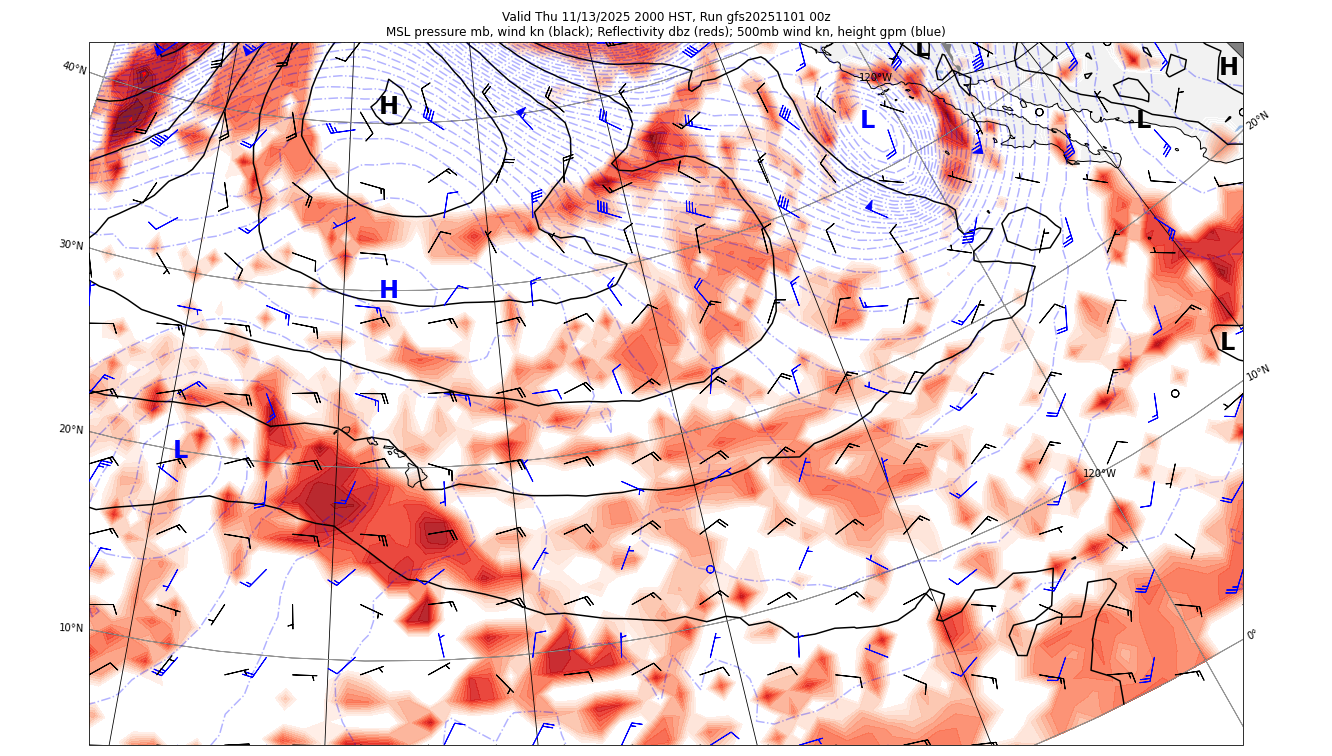 Valid Thu 11/13/2025 2000 HST, Run gfs20251101 00z
MSL pressure mb, wind kn (black); Reflectivity dbz (reds); 500mb wind kn, height gpm (blue)
L
40°N
H
120°W
H
L
L
20°N
30°N
H
L
10°N
20°N
L
120°W
10°N
0°